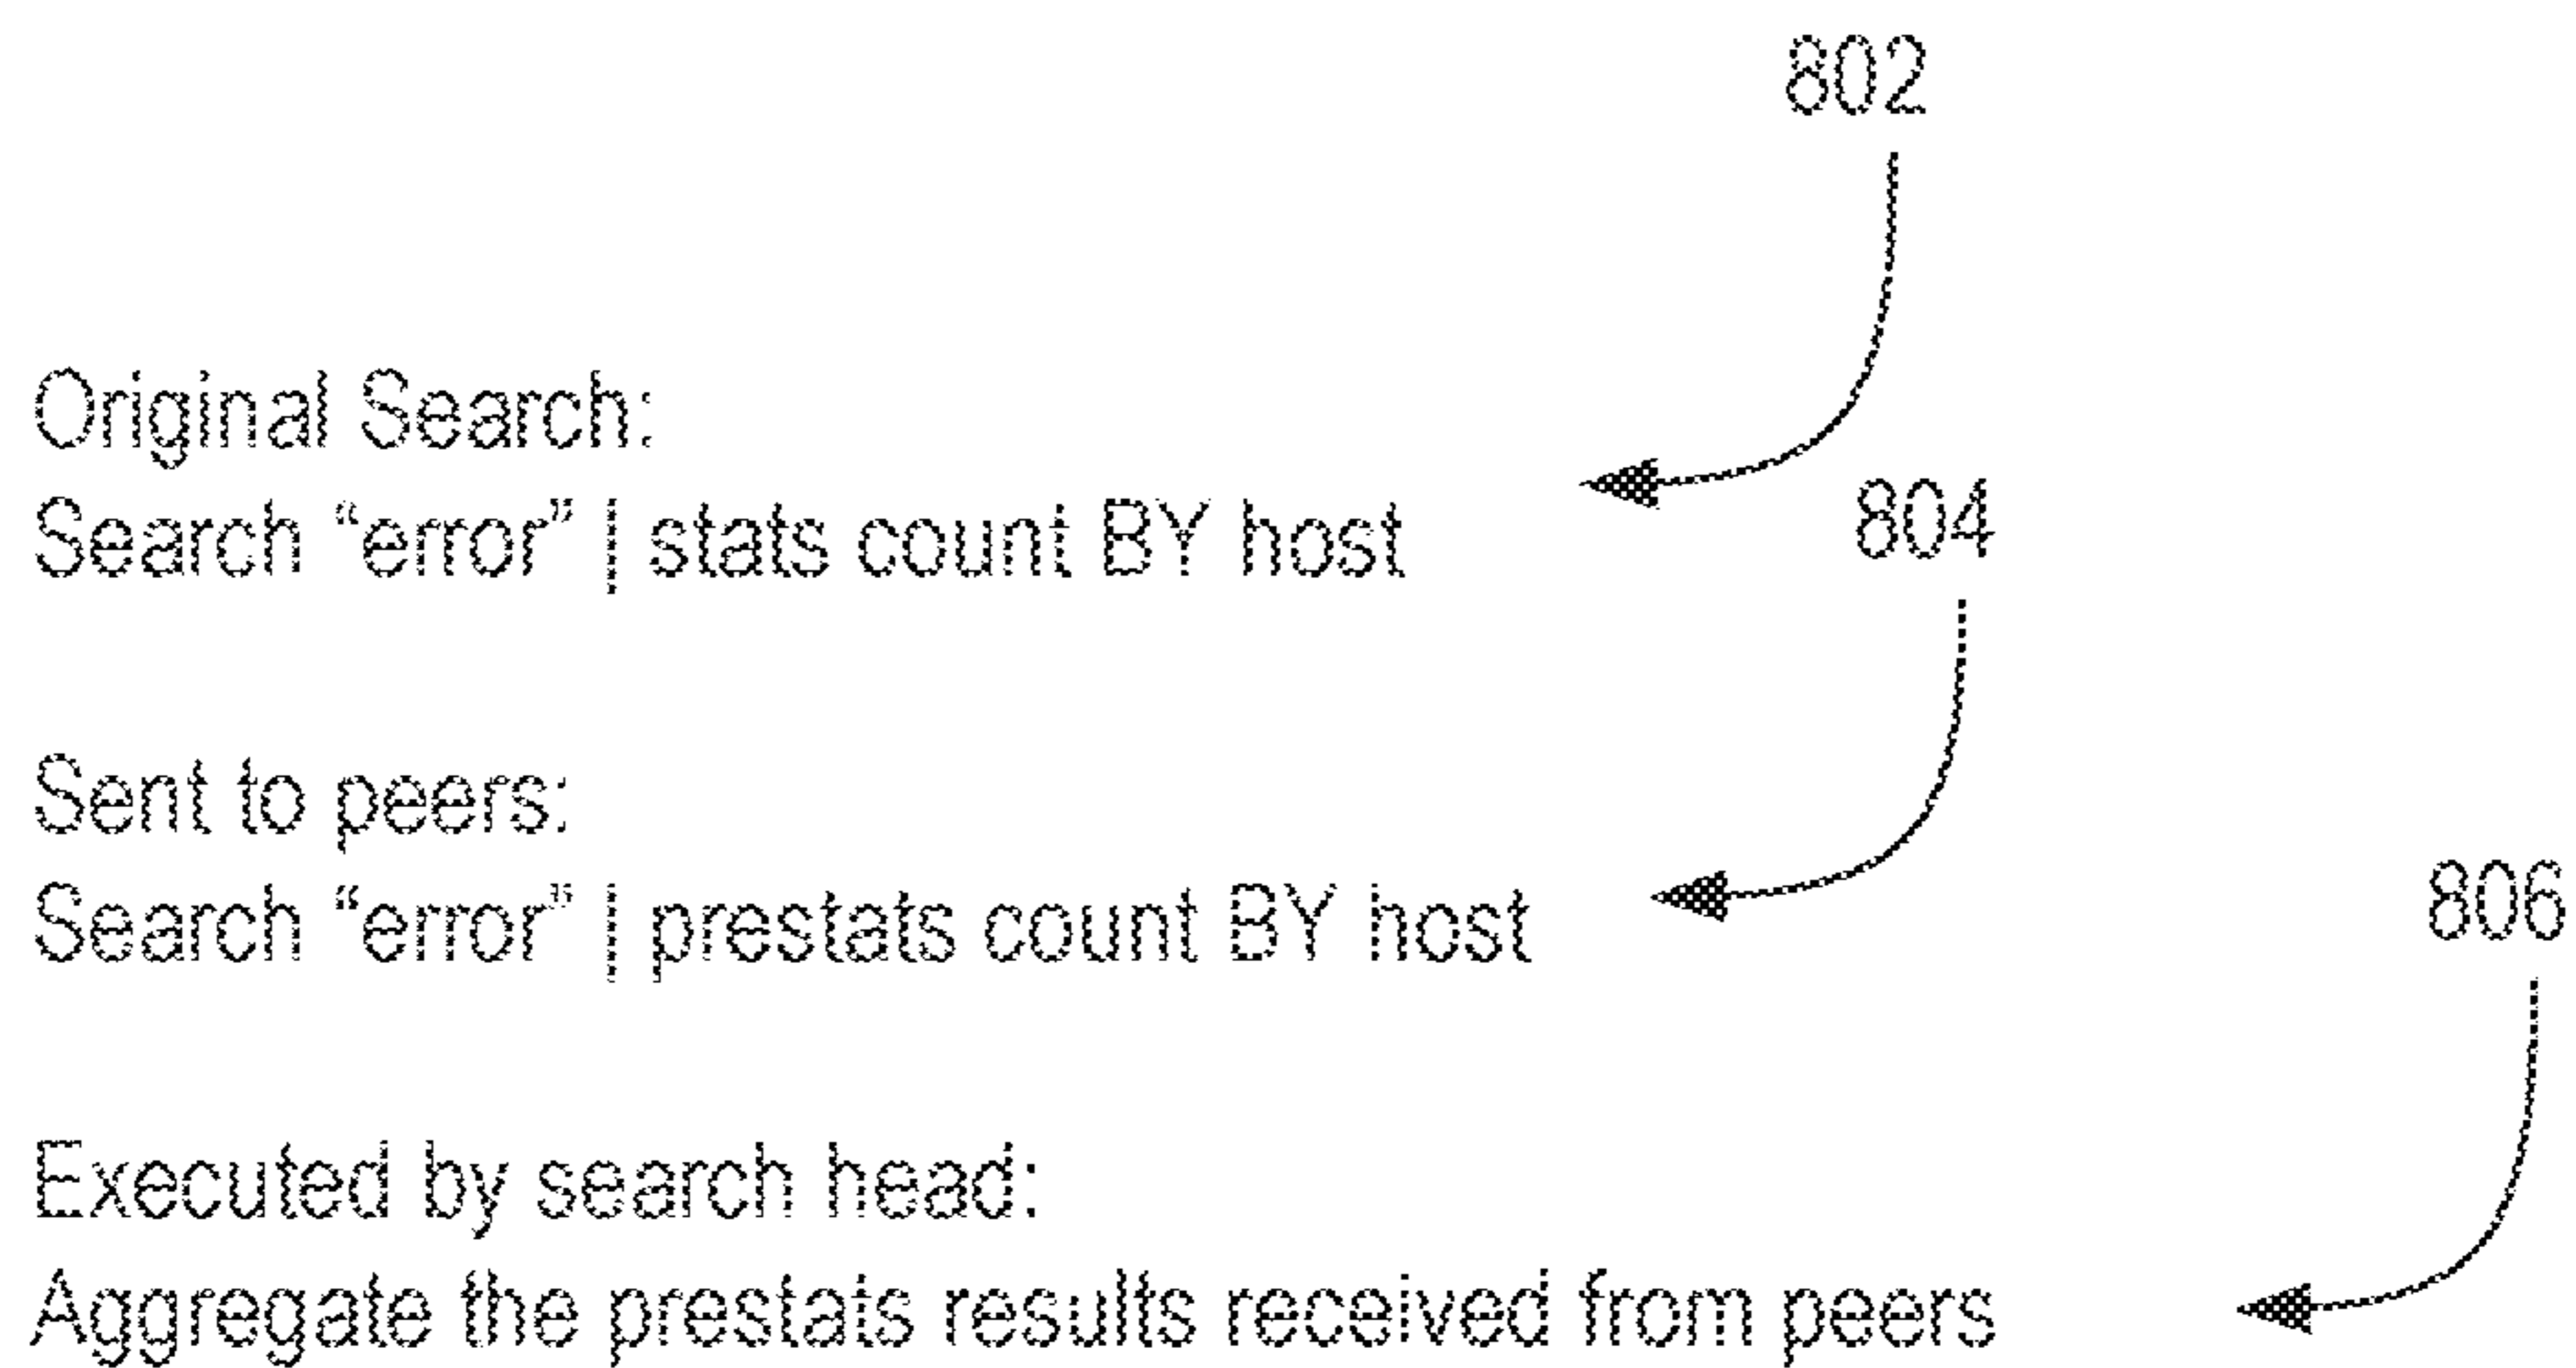 802
Original Search:
Search “error” | stats count BY host
804
Sent to peers:
Search “error” | prestats count BY host
806
Executed by search head:
Aggregate the prestats results received from peers